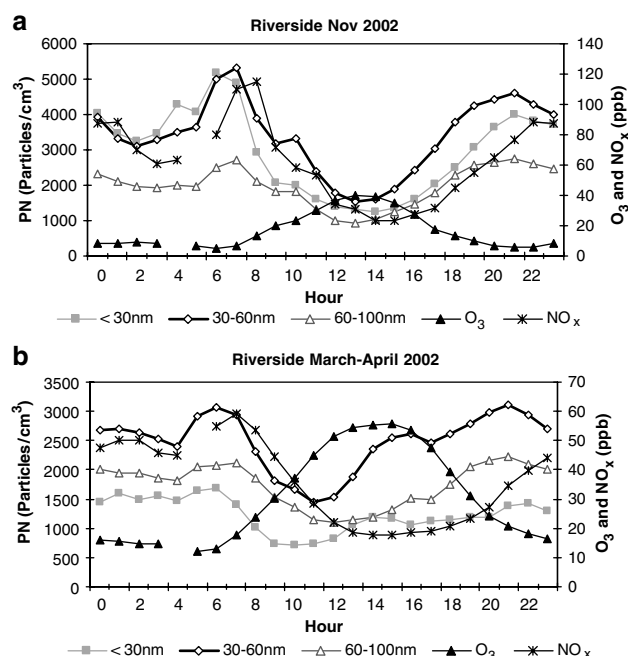 a
Riverside Nov 2002
PN (Particles/cm³)
6000
5000
4000
3000
2000
1000
0
140
120
100
80
60
40
20
0
O₃ and NOₓ (ppb)
0 2 4 6 8 10 12 14 16 18 20 22
Hour
< 30nm 30-60nm 60-100nm O₃ NOₓ
b
Riverside March-April 2002
PN (Particles/cm³)
3500
3000
2500
2000
1500
1000
500
0
70
60
50
40
30
20
10
0
O₃ and NOₓ (ppb)
0 2 4 6 8 10 12 14 16 18 20 22
Hour
< 30nm 30-60nm 60-100nm O₃ NOₓ